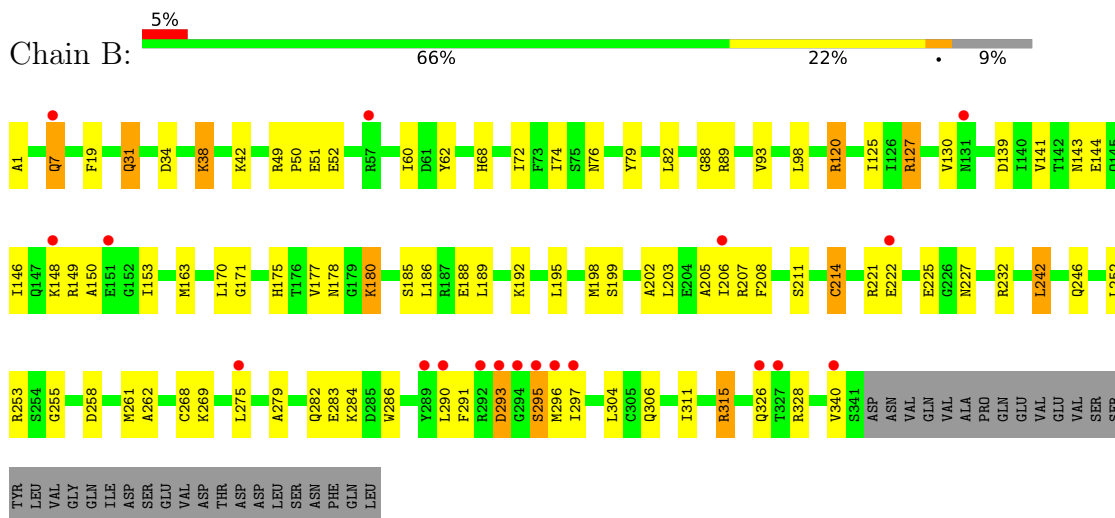 5%
Chain B:
66% 22% • 9%
A1 Q7 F19 Q31 D34 K38 K42 R49 P50 E51 E52 R57 I60 D61 Y62 H68 I72 F73 I74 S75 N76 Y79 L82 G88 R89 V93 L98 R120 I125 I126 R127 V130 N131 D139 I140 V141 T142 N143 E144 Q145
I146 Q147 K148 R149 A150 E151 G152 I153 M163 L170 G171 H175 T176 V177 N178 G179 K180 S185 L186 R187 E188 L189 K192 L195 M198 S199 A202 L203 E204 A205 I206 R207 F208 S211 C214 R221 E222 E225 G226 N227 R232 L242 Q246 L252
R253 S254 G255 D258 M261 A262 C268 K269 L275 A279 Q282 E283 K284 D285 W286 Y289 L290 F291 R292 D293 G294 S295 M296 I297 L304 C305 Q306 I311 R315 Q326 T327 R328 V340 S341 ASP ASN VAL GLN VAL ALA PRO GLN GLU VAL GLU VAL SER SER
TYR LEU VAL GLY GLN ILE ASP SER GLU VAL ASP THR ASP ASP LEU SER ASN PHE GLN LEU